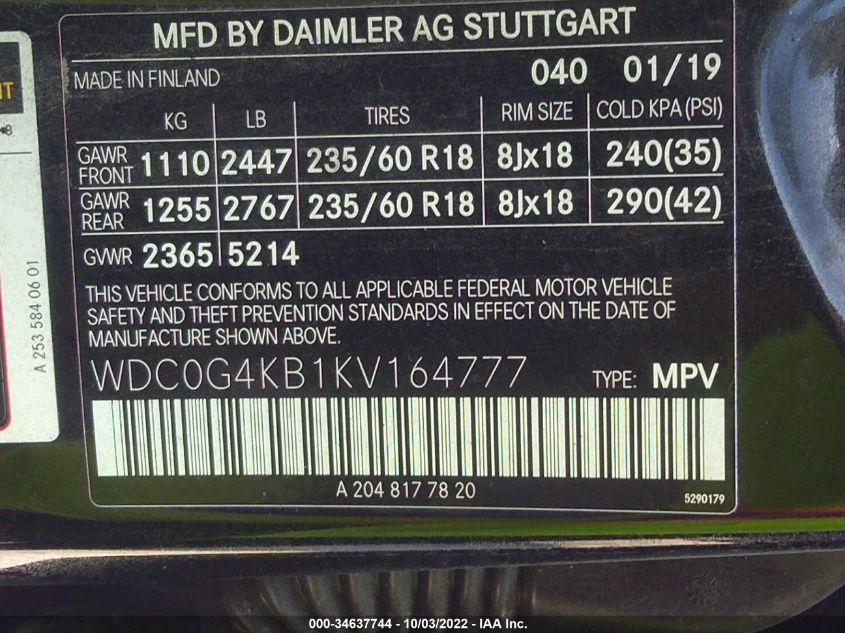 MFD BY DAIMLER AG STUTTGART
MADE IN FINLAND 040 01/19
KG LB TIRES RIM SIZE COLD KPA (PSI)
GAWR FRONT 1110 2447 235/60 R18 8Jx18 240(35)
GAWR REAR 1255 2767 235/60 R18 8Jx18 290(42)
GVWR 2365 5214
THIS VEHICLE CONFORMS TO ALL APPLICABLE FEDERAL MOTOR VEHICLE
SAFETY AND THEFT PREVENTION STANDARDS IN EFFECT ON THE DATE OF
MANUFACTURE SHOWN ABOVE.
WDC0G4KB1KV164777 TYPE: MPV
A 204 817 78 20
5290179
A 253 584 06 01
000-34637744 - 10/03/2022 - IAA Inc.